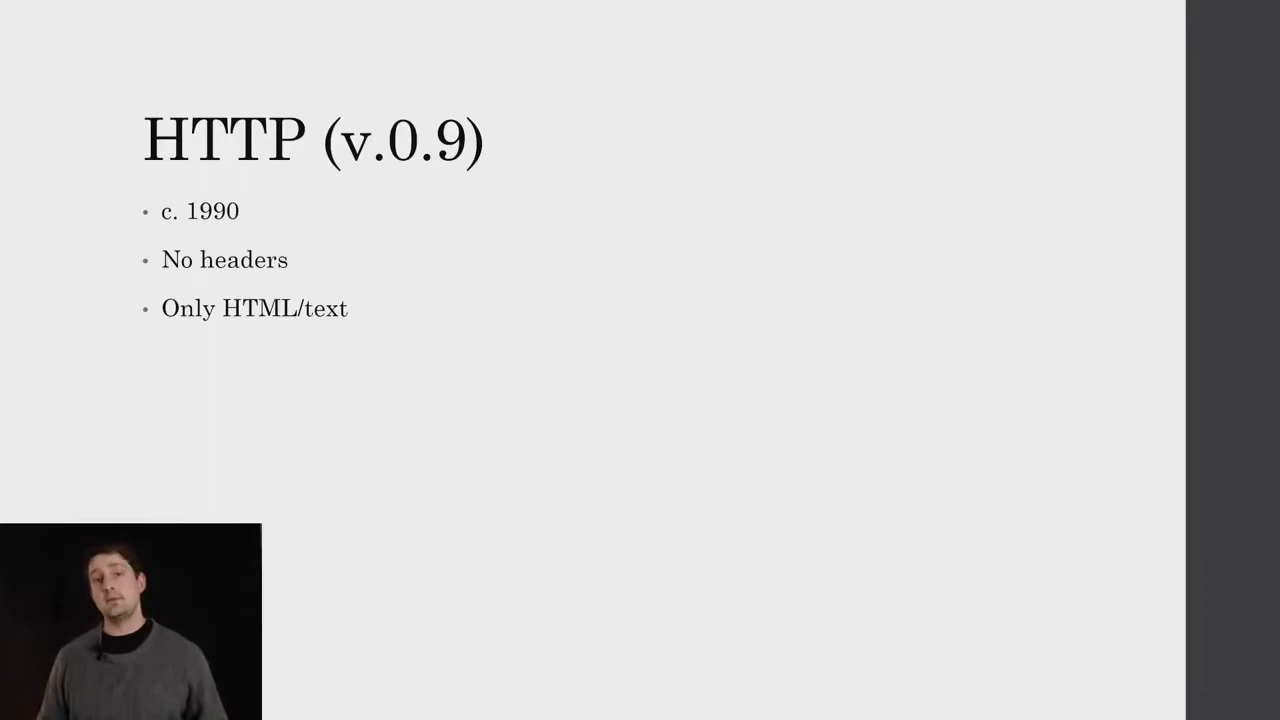 HTTP (v.0.9)
• c. 1990
• No headers
• Only HTML/text